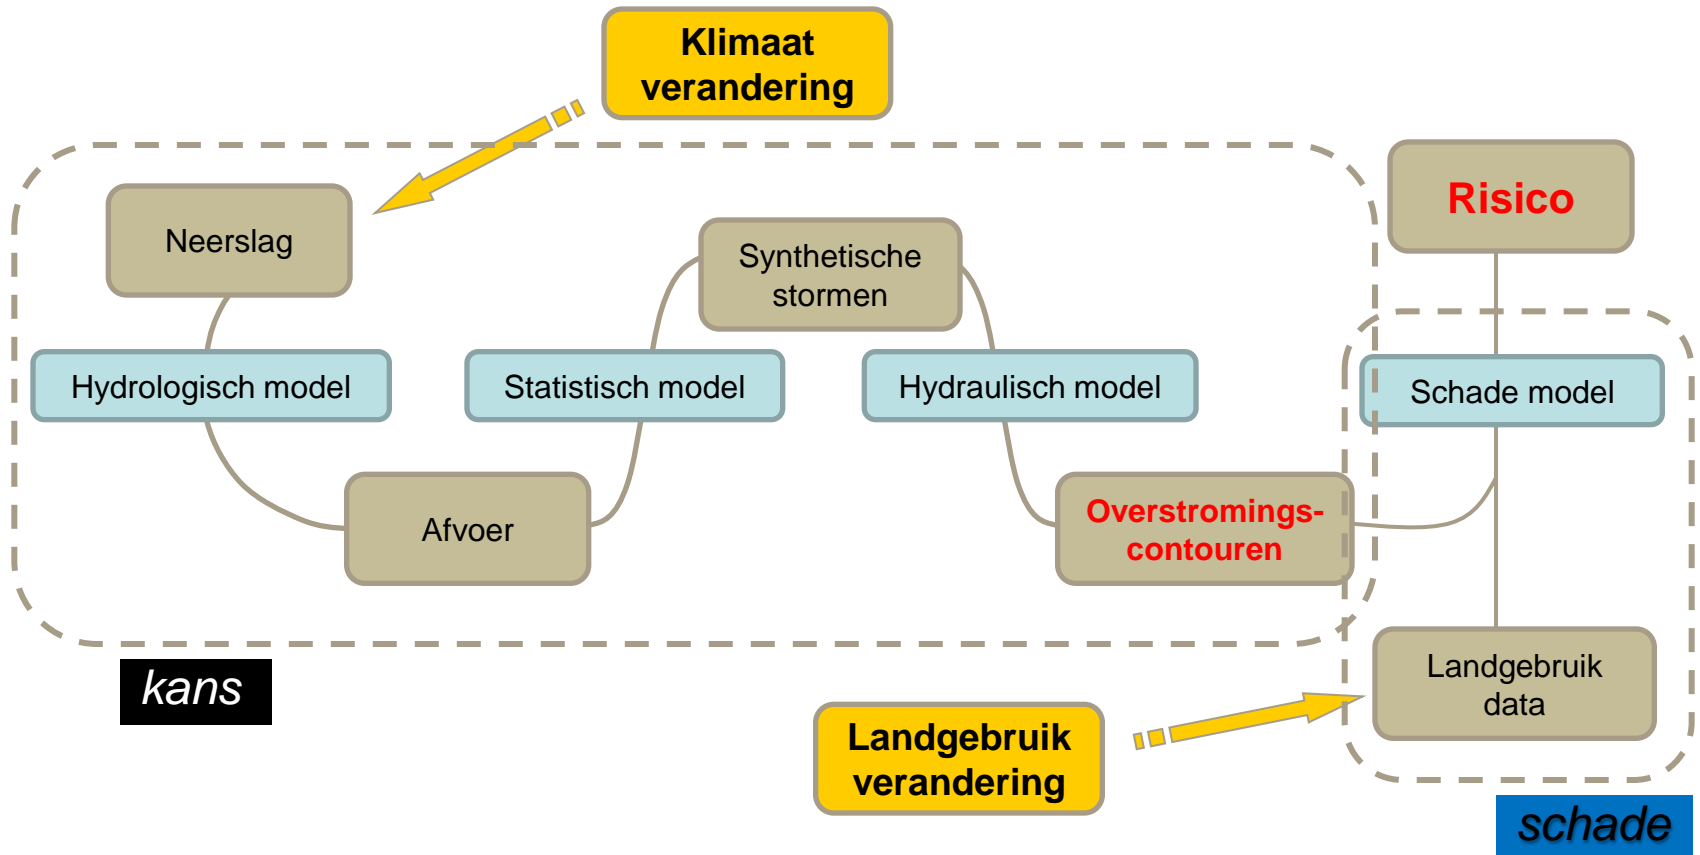 Klimaat
verandering
Risico
Neerslag
Synthetische
stormen
Hydrologisch model
Statistisch model
Hydraulisch model
Schade model
Afvoer
Overstromings-
contouren
kans
Landgebruik
data
Landgebruik
verandering
schade